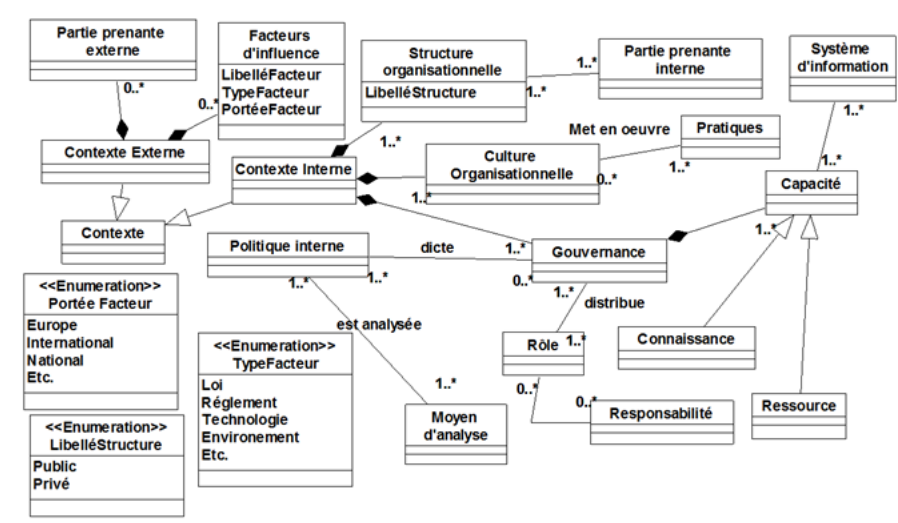 Partie prenante
externe
0..*
Facteurs
d'influence
LibelléFacteur
TypeFacteur
PortéeFacteur
0..*
Structure
organisationnelle
LibelléStructure
1..*
1..*
Partie prenante
interne
1..*
Système
d'information
1..*
Contexte Externe
Contexte Interne
Culture
Organisationnelle
1..*
Met en oeuvre
0..*
1..*
Pratiques
1..*
Capacité
1..*
Contexte
Politique interne
1..*
1..*
dicte
1..*
0..*
Gouvernance
1..*
distribue
<<Enumeration>>
Portée Facteur
Europe
International
National
Etc.
est analysée
<<Enumeration>>
TypeFacteur
Loi
Réglement
Technologie
Environement
Etc.
Rôle
1..*
0..*
0..*
Connaissance
1..*
Moyen
d'analyse
Responsabilité
Ressource
<<Enumeration>>
LibelléStructure
Public
Privé